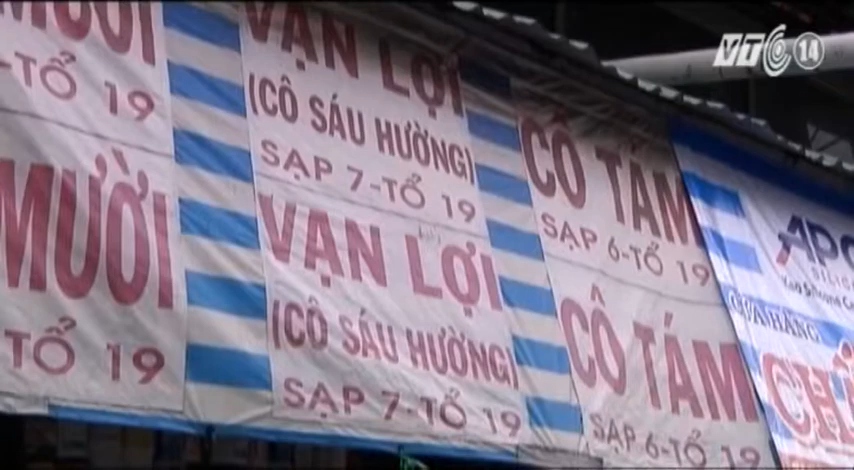 VTC 14
MƯỜI
TỔ 19
MƯỜI
TỔ 19
VẠN LỢI
(CÔ SÁU HƯỜNG)
SẠP 7-TỔ 19
VẠN LỢI
(CÔ SÁU HƯỜNG)
SẠP 7-TỔ 19
CÔ TÁM
SẠP 6-TỔ 19
CÔ TÁM
SẠP 6-TỔ 19
CỬA HÀNG